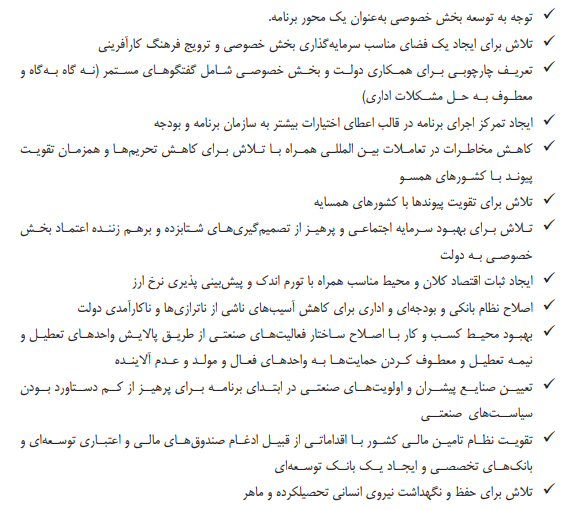 ✓ توجه به توسعه بخش خصوصی به‌عنوان یک محور برنامه.
✓ تلاش برای ایجاد یک فضای مناسب سرمایه‌گذاری بخش خصوصی و ترویج فرهنگ کارآفرینی
✓ تعریف چارچوبی برای همکاری دولت و بخش خصوصی شامل گفتگوهای مستمر (نه گاه به‌گاه و
معطوف به حل مشکلات اداری)
✓ ایجاد تمرکز اجرای برنامه در قالب اعطای اختیارات بیشتر به سازمان برنامه و بودجه
✓ کاهش مخاطرات در تعاملات بین المللی همراه با تلاش برای کاهش تحریم‌ها و همزمان تقویت
پیوند با کشورهای همسو
✓ تلاش برای تقویت پیوندها با کشورهای همسایه
✓ تلاش برای بهبود سرمایه اجتماعی و پرهیز از تصمیم‌گیری‌های شتابزده و برهم زننده اعتماد بخش
خصوصی به دولت
✓ ایجاد ثبات اقتصاد کلان و محیط مناسب همراه با تورم اندک و پیش‌بینی پذیری نرخ ارز
✓ اصلاح نظام بانکی و بودجه‌ای و اداری برای کاهش آسیب‌های ناشی از ناترازی‌ها و ناکارآمدی دولت
✓ بهبود محیط کسب و کار با اصلاح ساختار فعالیت‌های صنعتی از طریق پالایش واحدهای تعطیل و
نیمه تعطیل و معطوف کردن حمایت‌ها به واحدهای فعال و مولد و عدم آلاینده
✓ تعیین صنایع پیشران و اولویت‌های صنعتی در ابتدای برنامه برای پرهیز از کم دستاورد بودن
سیاست‌های صنعتی
✓ تقویت نظام تامین مالی کشور با اقداماتی از قبیل ادغام صندوق‌های مالی و اعتباری توسعه‌ای و
بانک‌های تخصصی و ایجاد یک بانک توسعه‌ای
✓ تلاش برای حفظ و نگهداشت نیروی انسانی تحصیلکرده و ماهر